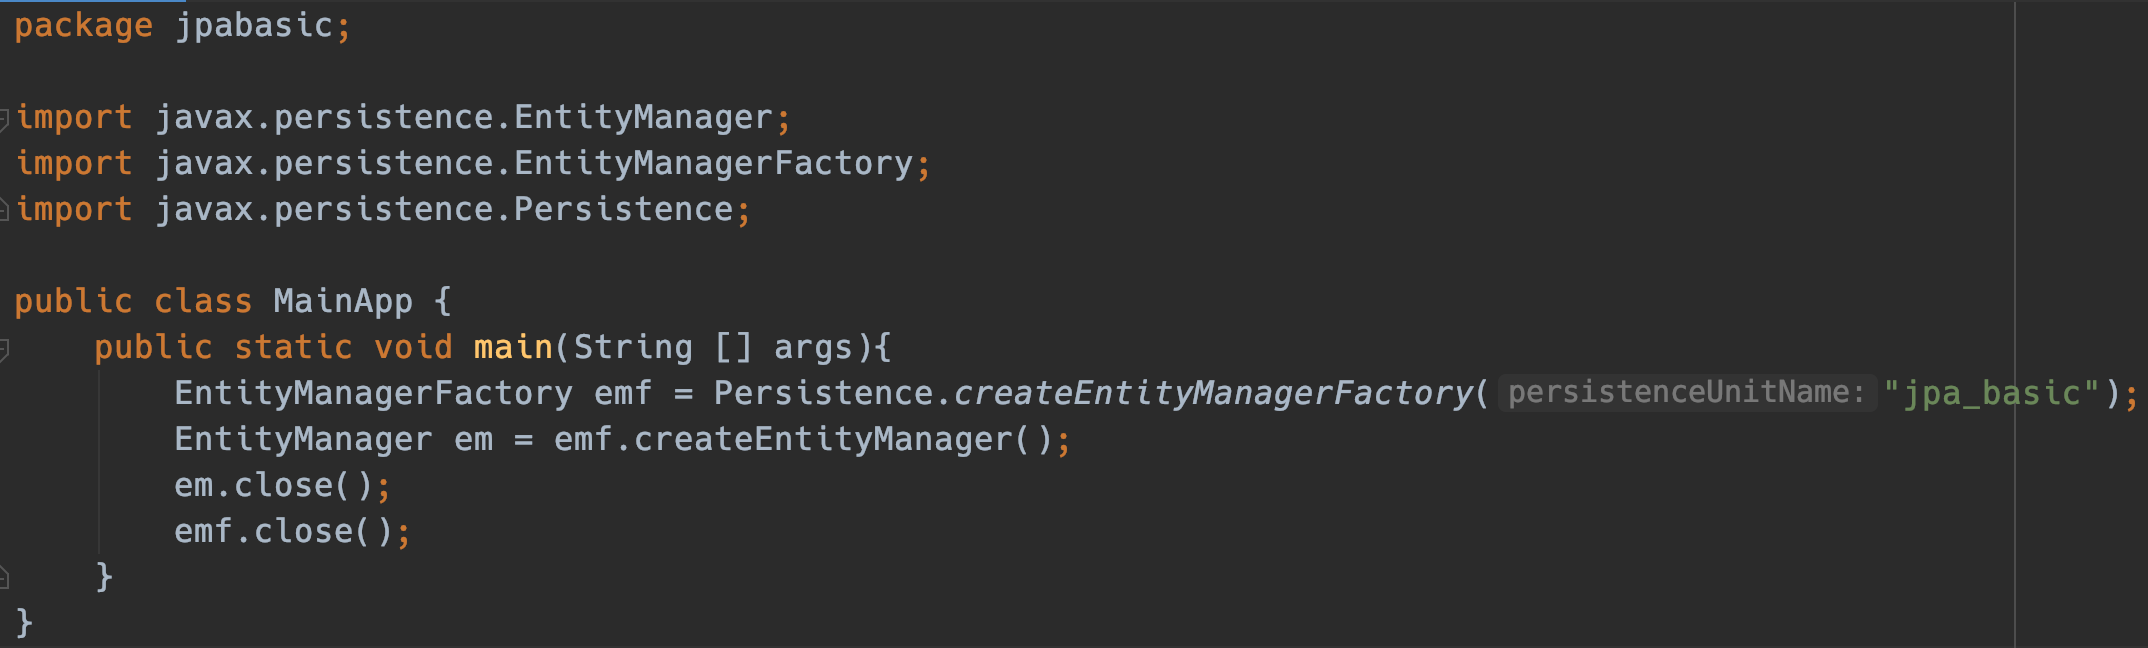 package jpabasic;
import javax.persistence.EntityManager;
import javax.persistence.EntityManagerFactory;
import javax.persistence.Persistence;
public class MainApp {
public static void main(String [] args){
EntityManagerFactory emf = Persistence.createEntityManagerFactory( persistenceUnitName: "jpa_basic");
EntityManager em = emf.createEntityManager();
em.close();
emf.close();
}
}